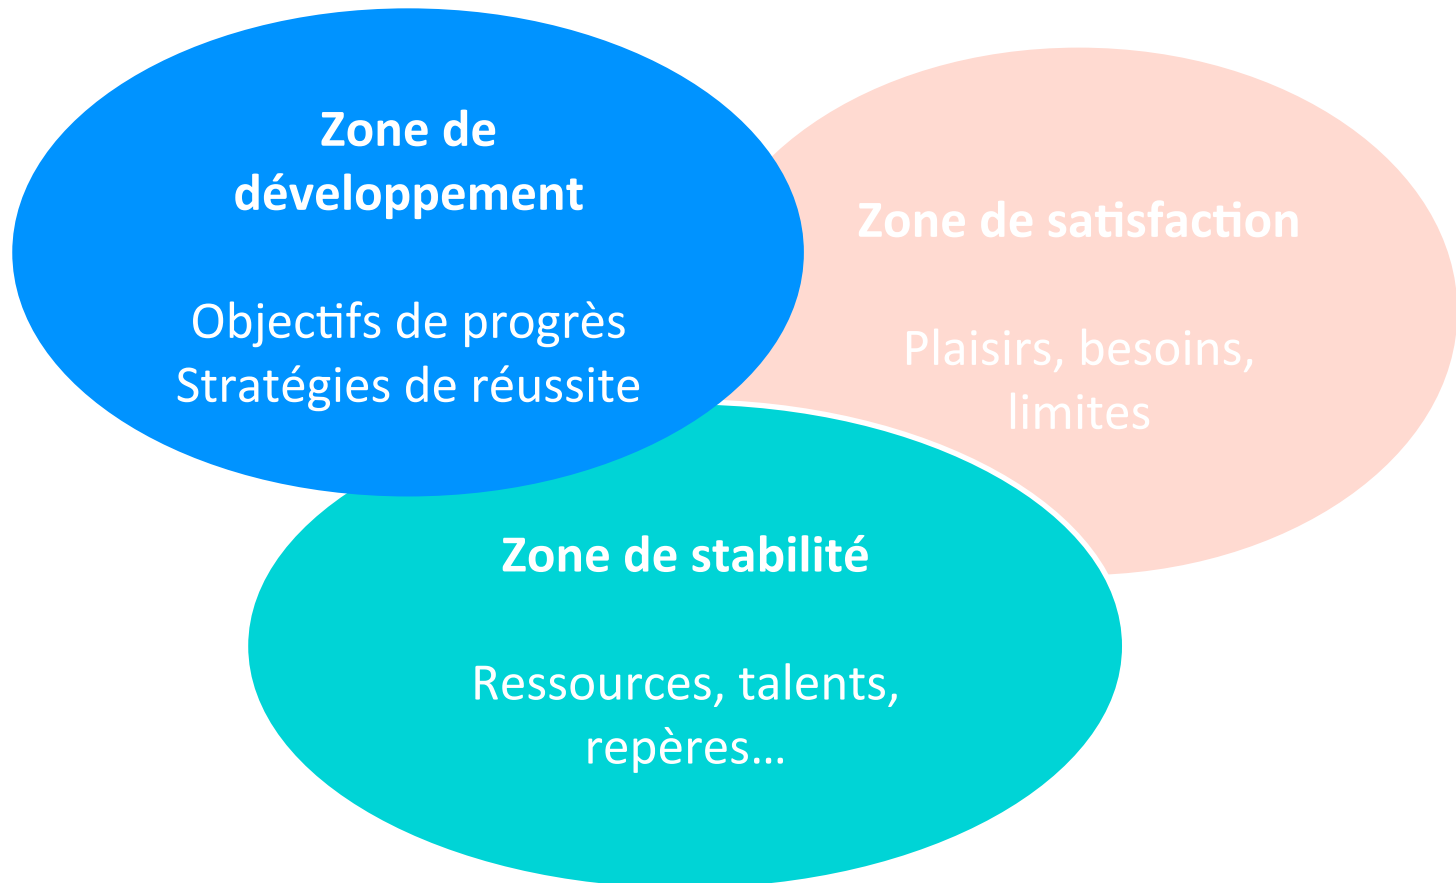 Zone de
développement
Objectifs de progrès
Stratégies de réussite
Zone de satisfaction
Plaisirs, besoins,
limites
Zone de stabilité
Ressources, talents,
repères…